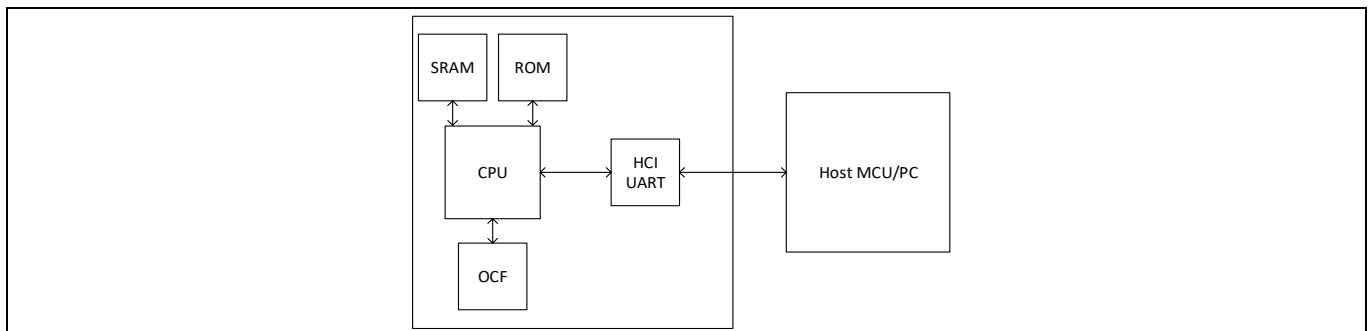 SRAM
ROM
CPU
HCI
UART
Host MCU/PC
OCF